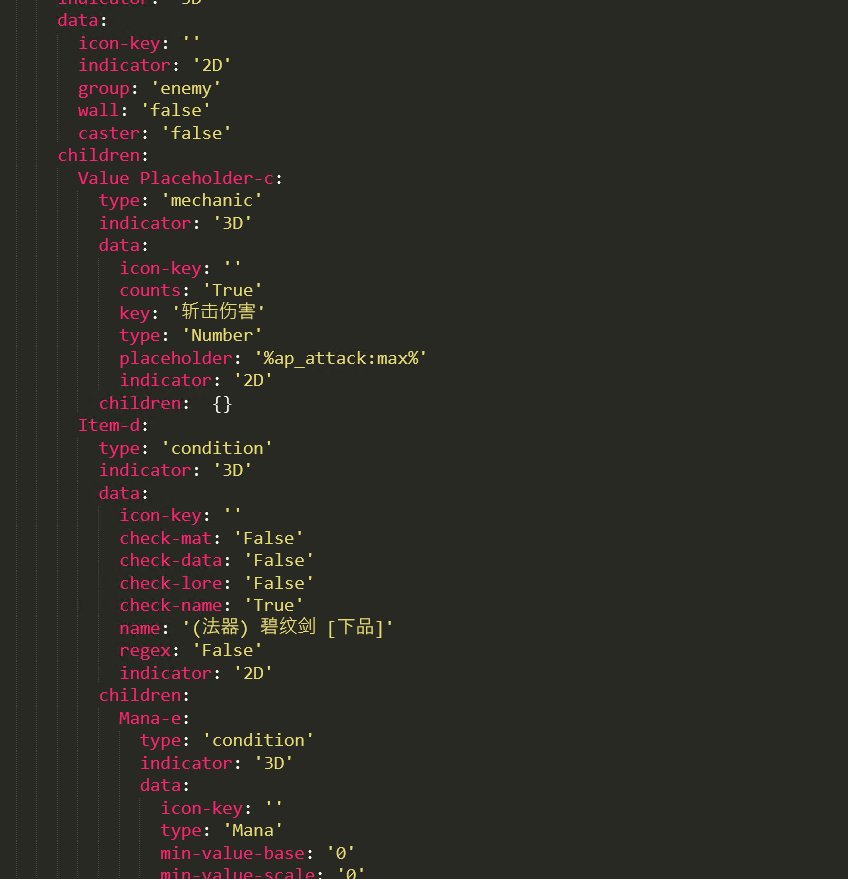 indicator: '3D'
data:
icon-key: ''
indicator: '2D'
group: 'enemy'
wall: 'false'
caster: 'false'
children:
Value Placeholder-c:
type: 'mechanic'
indicator: '3D'
data:
icon-key: ''
counts: 'True'
key: '斩击伤害'
type: 'Number'
placeholder: '%ap_attack:max%'
indicator: '2D'
children:  {}
Item-d:
type: 'condition'
indicator: '3D'
data:
icon-key: ''
check-mat: 'False'
check-data: 'False'
check-lore: 'False'
check-name: 'True'
name: '(法器) 碧纹剑 [下品]'
regex: 'False'
indicator: '2D'
children:
Mana-e:
type: 'condition'
indicator: '3D'
data:
icon-key: ''
type: 'Mana'
min-value-base: '0'
min-value-scale: '0'